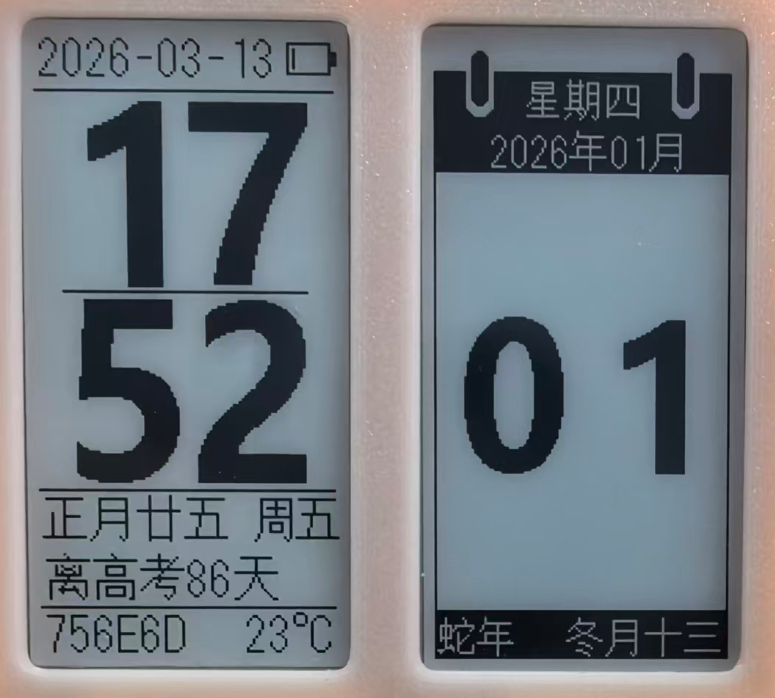 2026-03-13
17
52
正月廿五 周五
离高考86天
756E6D 23℃
星期四
2026年01月
01
蛇年 冬月十三